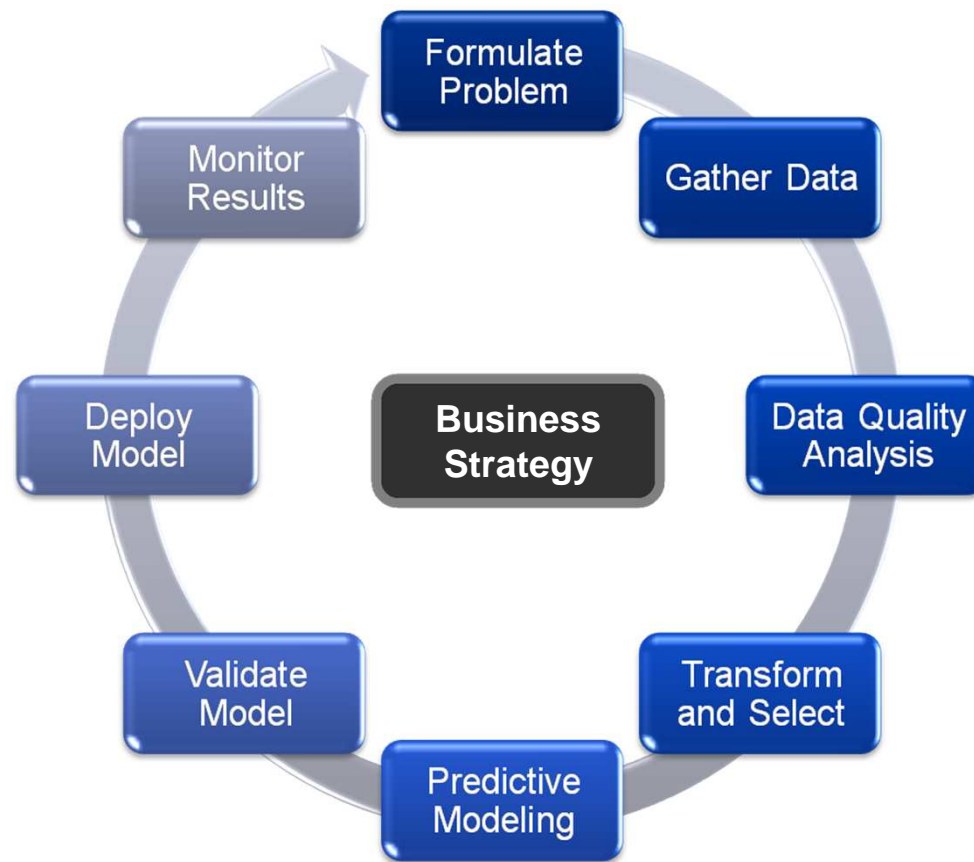 Formulate
Problem
Gather Data
Data Quality
Analysis
Transform
and Select
Predictive
Modeling
Validate
Model
Deploy
Model
Monitor
Results
Business
Strategy